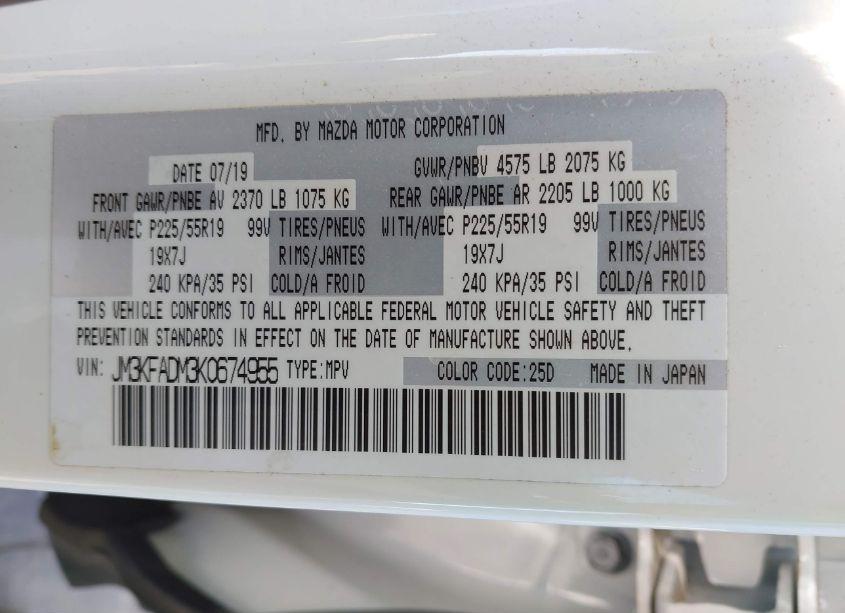 MFD. BY MAZDA MOTOR CORPORATION
DATE 07/19 GVWR/PNBV 4575 LB 2075 KG
FRONT GAWR/PNBE AV 2370 LB 1075 KG REAR GAWR/PNBE AR 2205 LB 1000 KG
WITH/AVEC P225/55R19 99V TIRES/PNEUS WITH/AVEC P225/55R19 99V TIRES/PNEUS
19X7J RIMS/JANTES 19X7J RIMS/JANTES
240 KPA/35 PSI COLD/A FROID 240 KPA/35 PSI COLD/A FROID
THIS VEHICLE CONFORMS TO ALL APPLICABLE FEDERAL MOTOR VEHICLE SAFETY AND THEFT
PREVENTION STANDARDS IN EFFECT ON THE DATE OF MANUFACTURE SHOWN ABOVE.
VIN: JM3KFADM3K0674955 TYPE:MPV COLOR CODE:25D MADE IN JAPAN